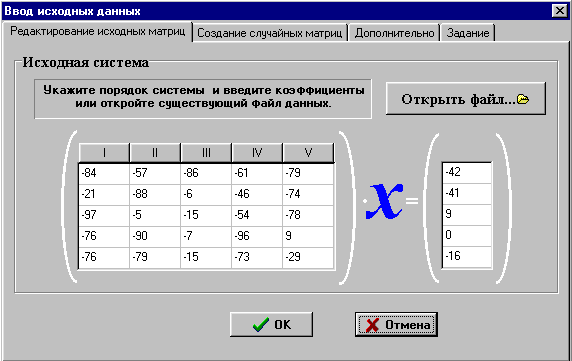 Ввод исходных данных
Редактирование исходных матриц Создание случайных матриц Дополнительно Задание
Исходная система
Укажите порядок системы и введите коэффициенты
или откройте существующий файл данных.
Открыть файл...
I II III IV V
-84 -57 -86 -61 -79 -42
-21 -88 -6 -46 -74 -41
-97 -5 -15 -54 -78 9
· x =
-76 -90 -7 -96 9 0
-76 -79 -15 -73 -29 -16
OK Отмена